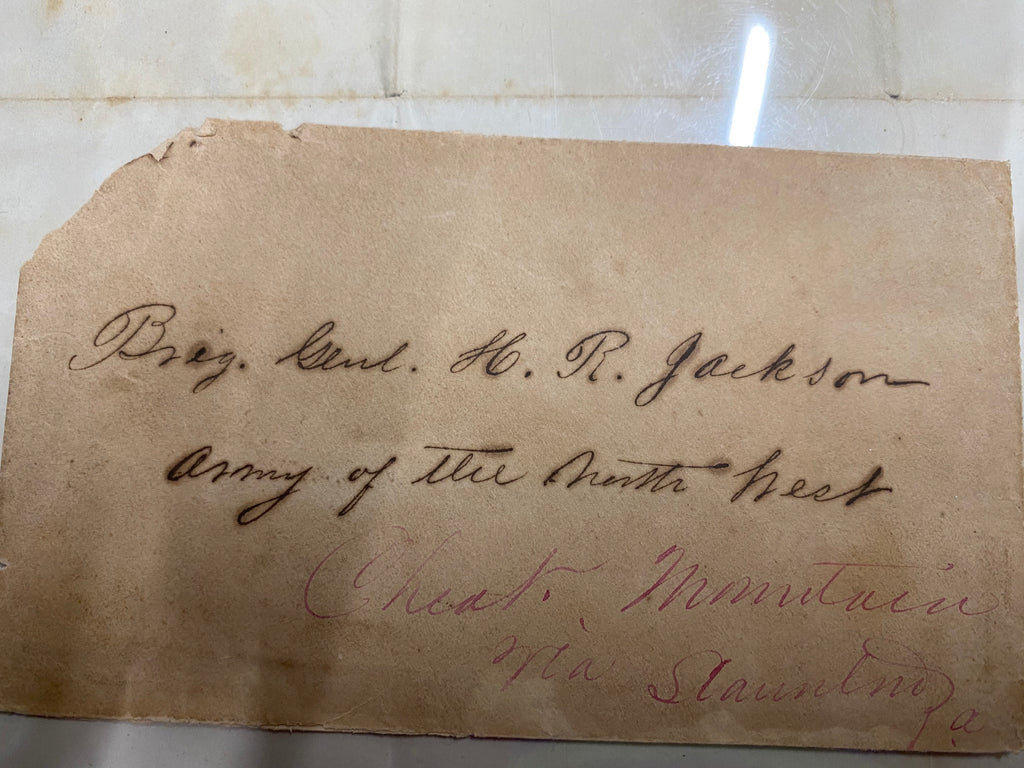 Brig. Genl. H. R. Jackson
Army of the North West
Cheat Mountain
via Staunton
Va